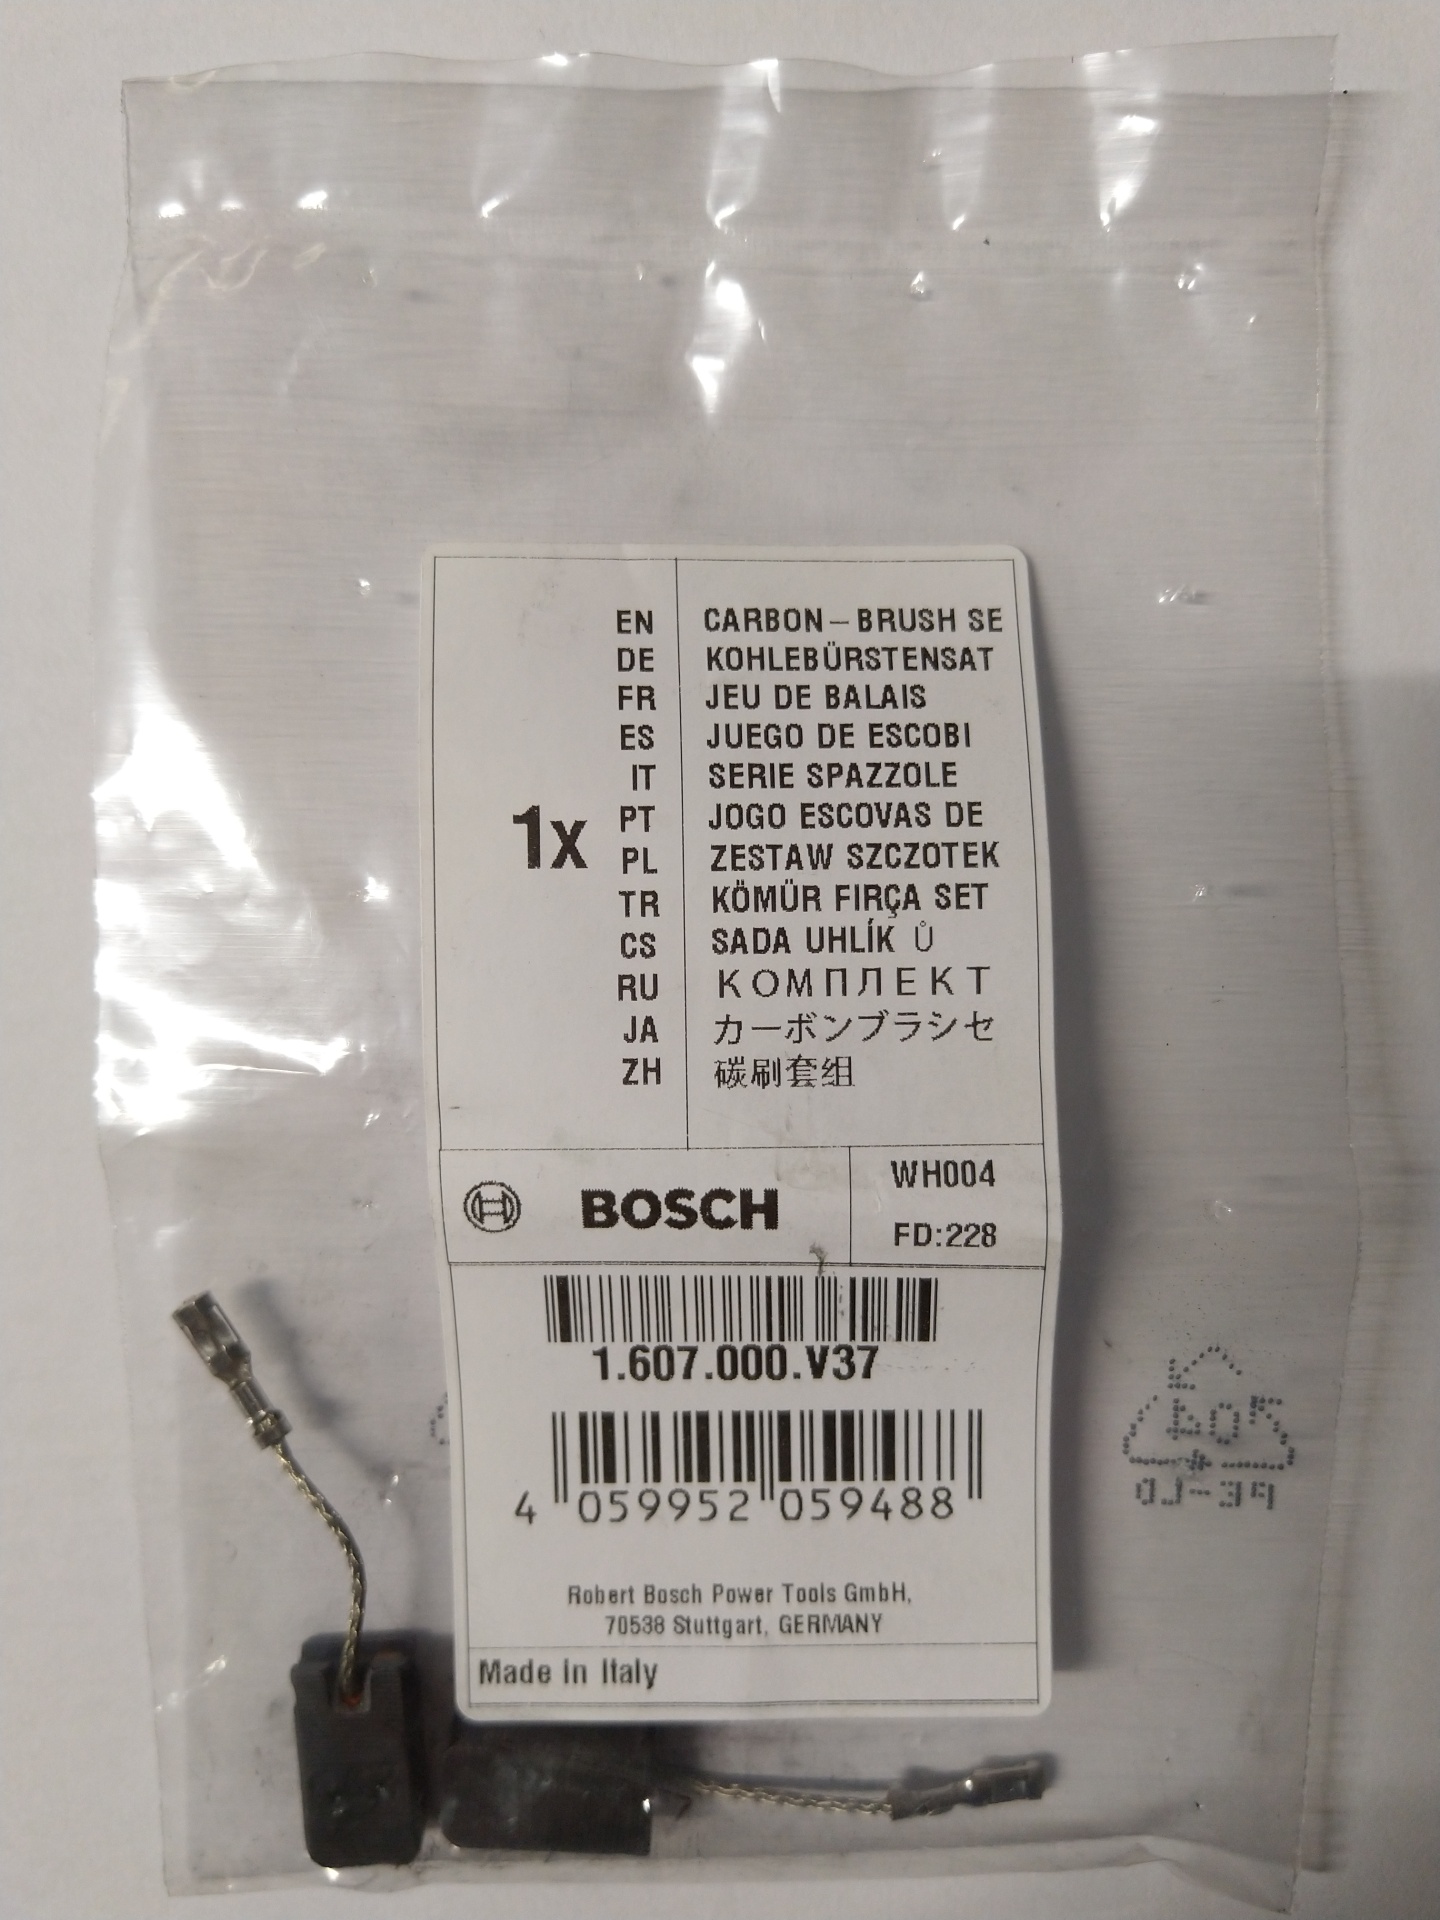 EN CARBON-BRUSH SE
DE KOHLEBÜRSTENSAT
FR JEU DE BALAIS
ES JUEGO DE ESCOBI
IT SERIE SPAZZOLE
1x
PT JOGO ESCOVAS DE
PL ZESTAW SZCZOTEK
TR KÖMÜR FIRÇA SET
CS SADA UHLÍK Ů
RU КОМПЛЕКТ
JA カーボンブラシセ
ZH 碳刷套组
BOSCH
WH004
FD:228
1.607.000.V37
4 059952 059488
Robert Bosch Power Tools GmbH,
70538 Stuttgart, GERMANY
Made in Italy